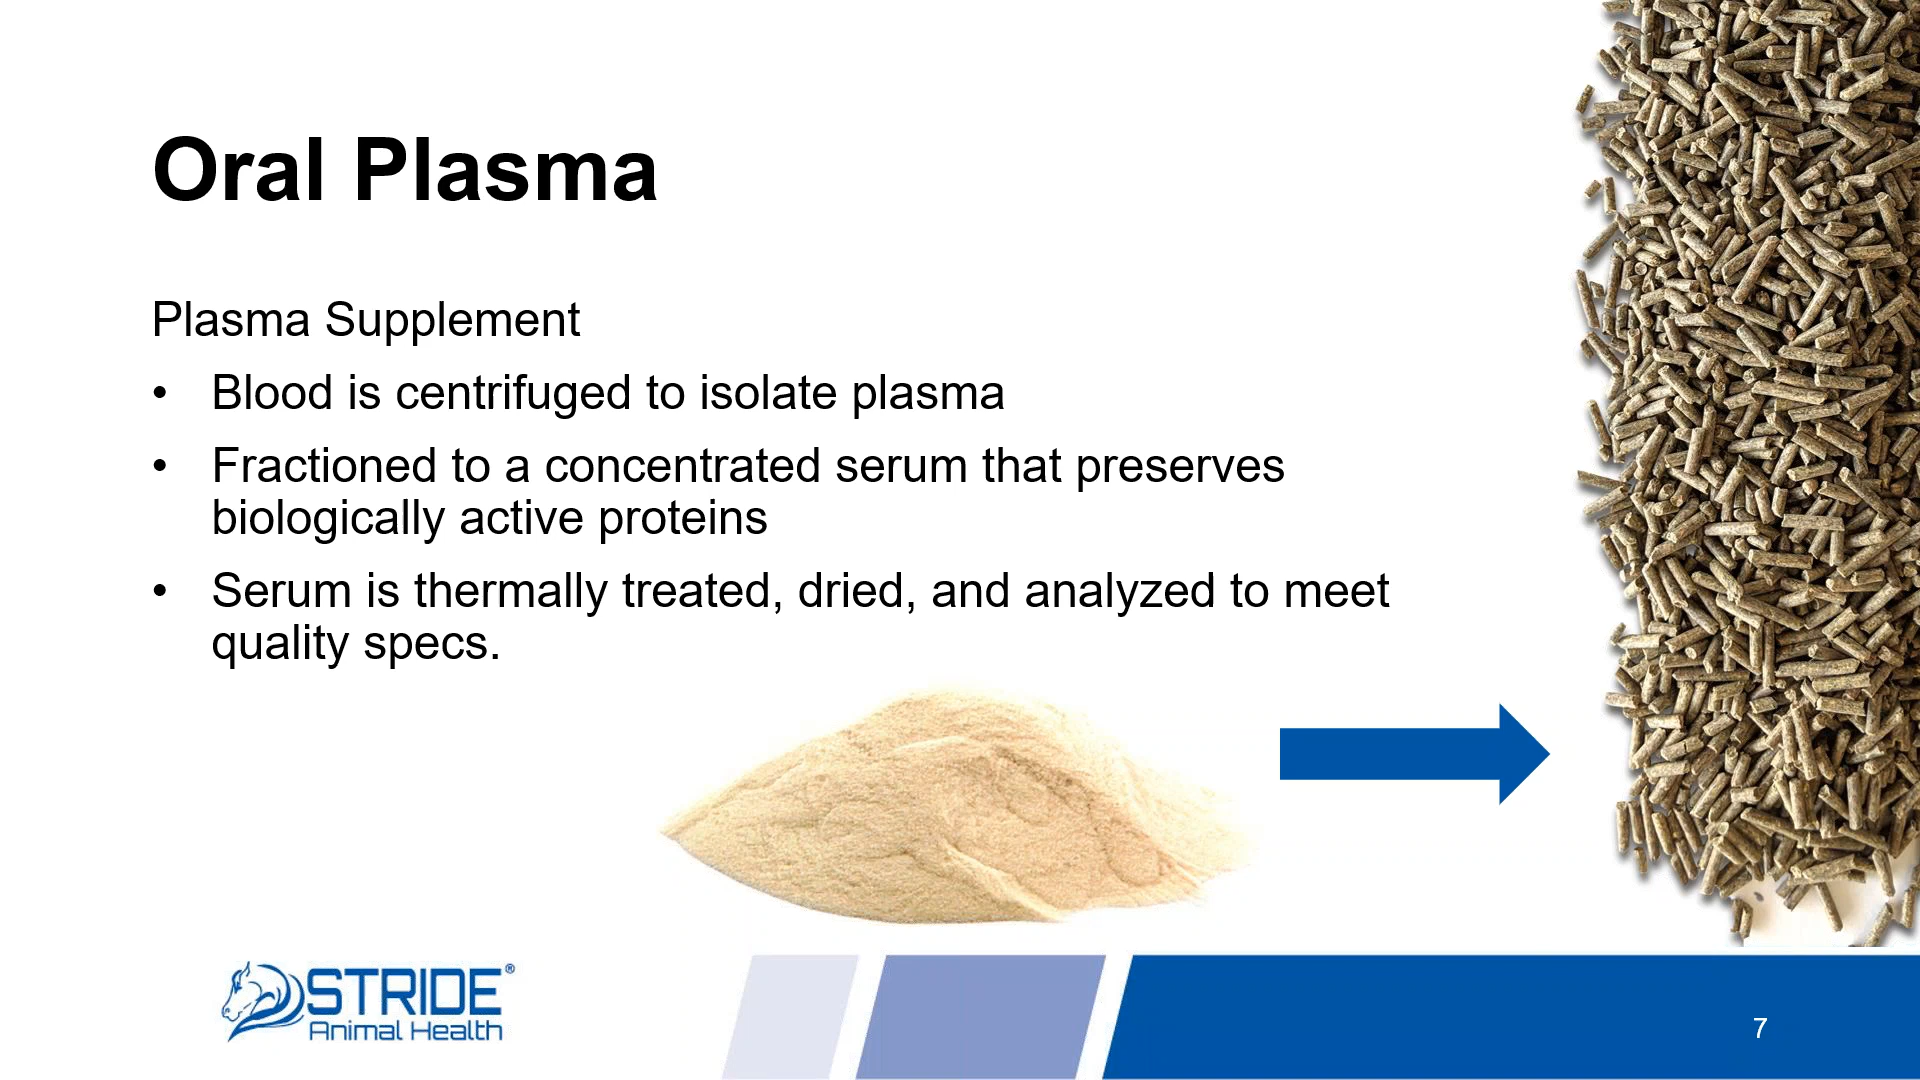 Oral Plasma
Plasma Supplement
• Blood is centrifuged to isolate plasma
• Fractioned to a concentrated serum that preserves
biologically active proteins
• Serum is thermally treated, dried, and analyzed to meet
quality specs.
STRIDE®
Animal Health
7